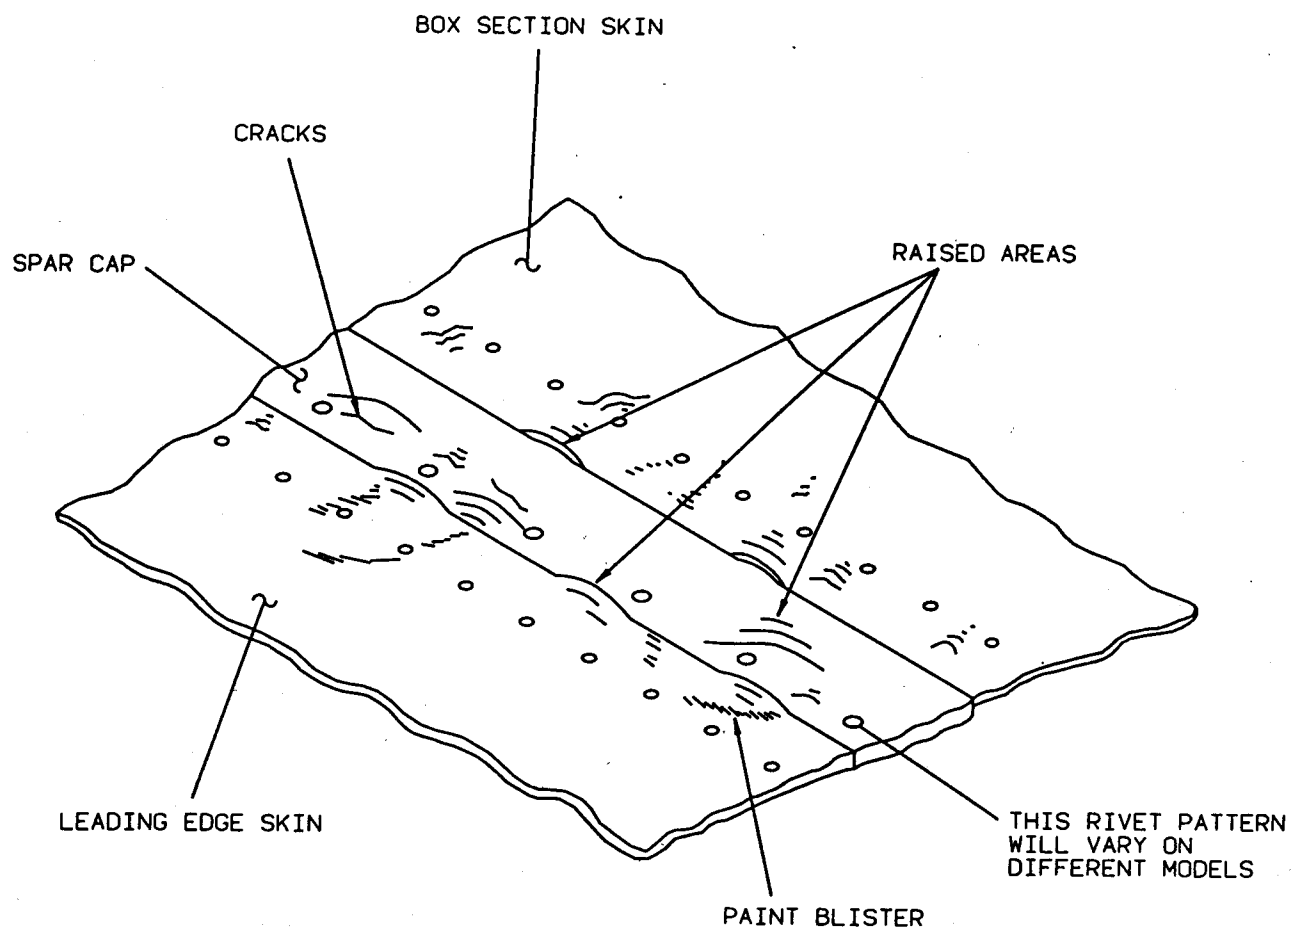 BOX SECTION SKIN
CRACKS
SPAR CAP
RAISED AREAS
LEADING EDGE SKIN
THIS RIVET PATTERN
WILL VARY ON
DIFFERENT MODELS
PAINT BLISTER